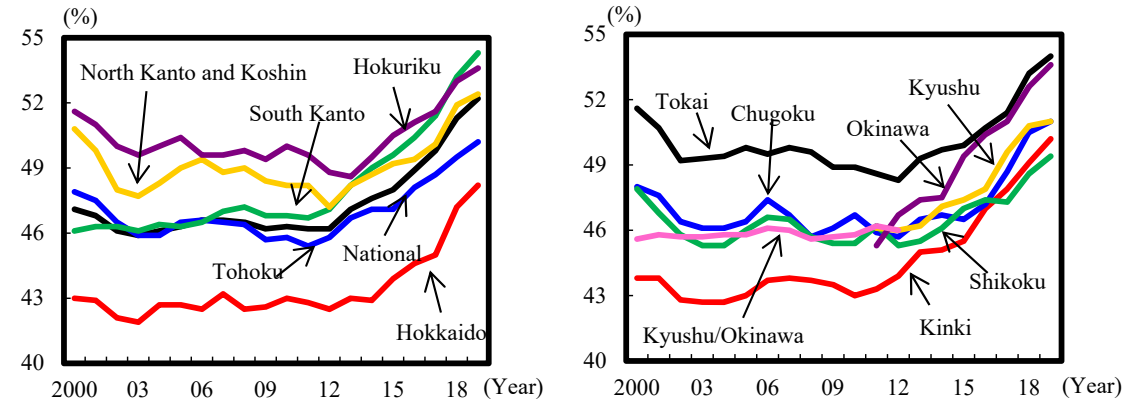 (%)
55
52
49
46
43
40
North Kanto and Koshin
Hokuriku
South Kanto
National
Tohoku
Hokkaido
2000 03 06 09 12 15 18 (Year)
(%)
55
52
49
46
43
40
Tokai
Chugoku
Kyushu
Okinawa
Shikoku
Kyushu/Okinawa
Kinki
2000 03 06 09 12 15 18 (Year)